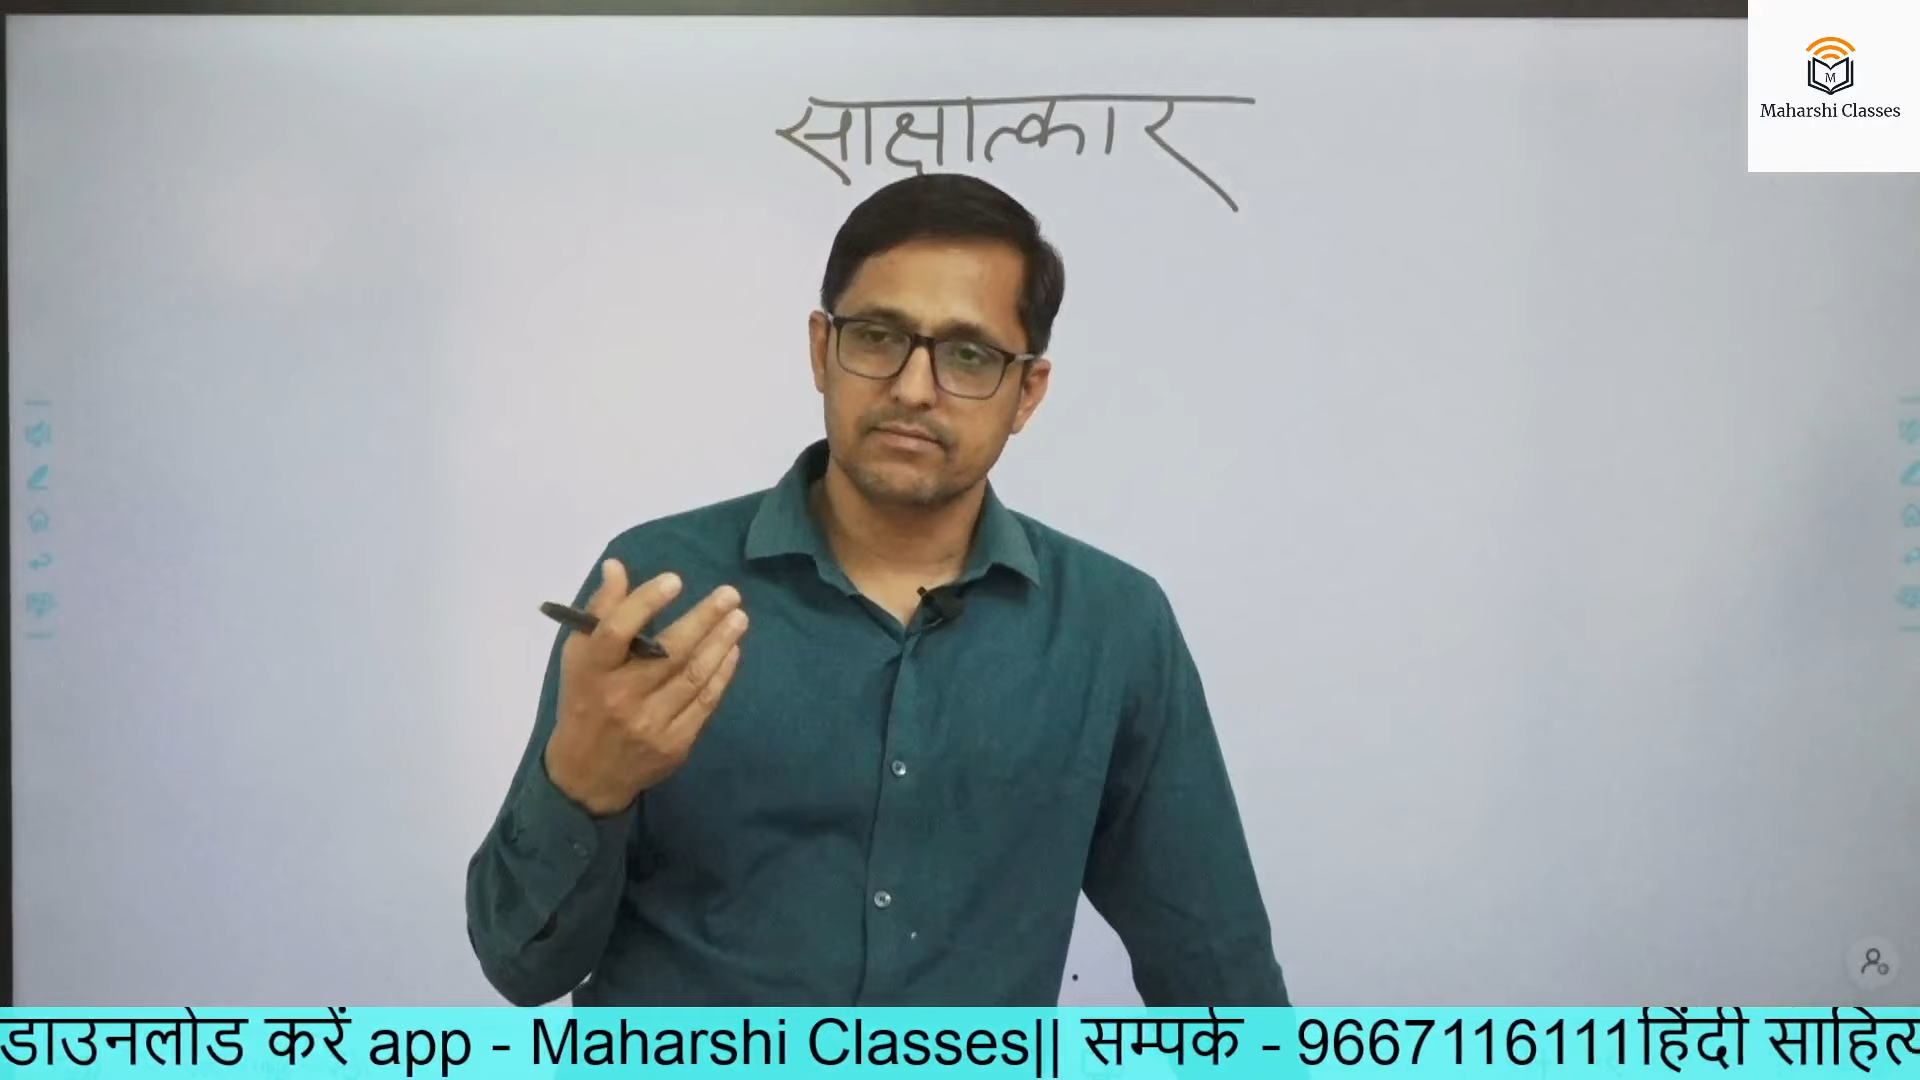 साक्षात्कार
M
Maharshi Classes
डाउनलोड करें app - Maharshi Classes|| सम्पर्क - 9667116111हिंदी साहित्य